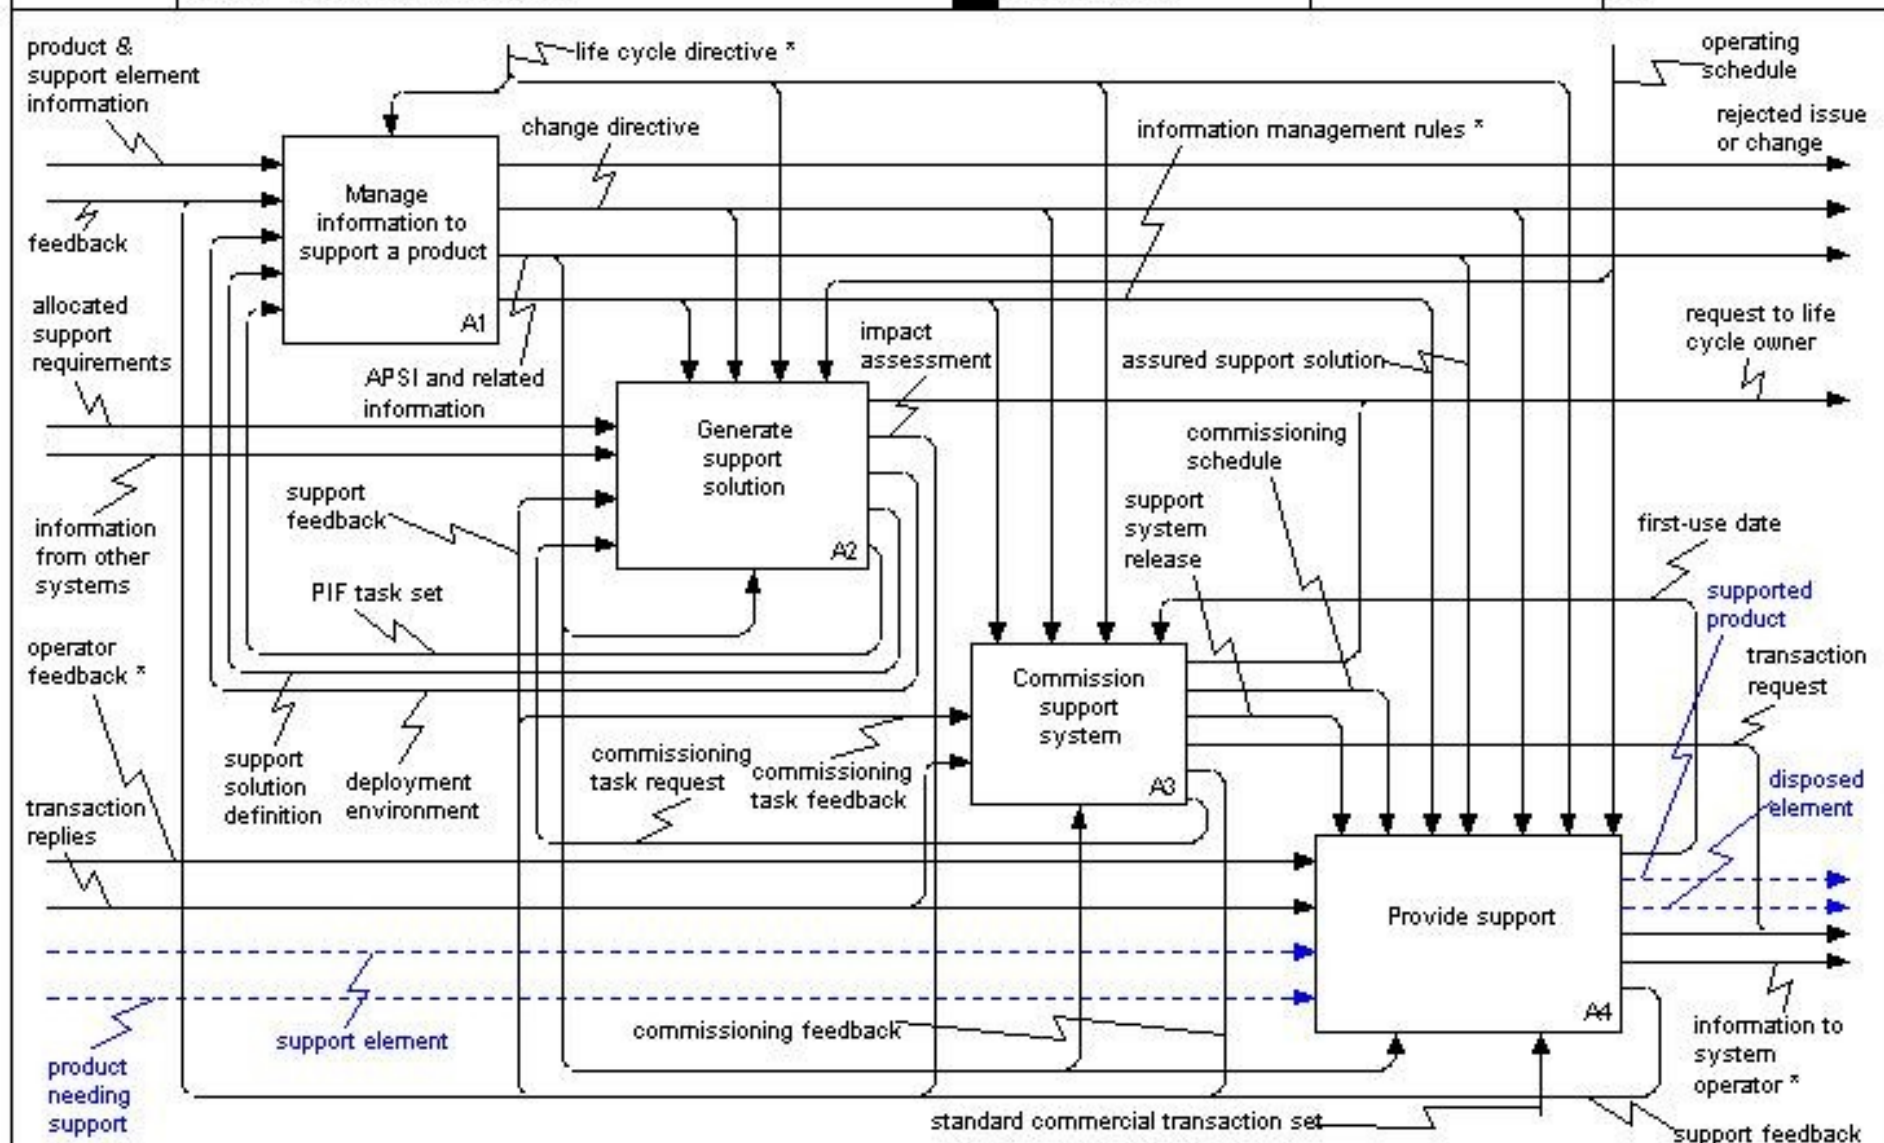 product &
support element
information
life cycle directive *
operating
schedule
change directive
information management rules *
rejected issue
or change
Manage
information to
support a product
A1
feedback
allocated
support
requirements
APSI and related
information
impact
assessment
assured support solution
request to life
cycle owner
Generate
support
solution
A2
commissioning
schedule
support
feedback
support
system
release
information
from other
systems
first-use date
PIF task set
supported
product
operator
feedback *
transaction
request
Commission
support
system
A3
support
solution
definition
deployment
environment
commissioning
task request
commissioning
task feedback
disposed
element
transaction
replies
Provide support
A4
support element
commissioning feedback
information to
system
operator *
product
needing
support
standard commercial transaction set
support feedback